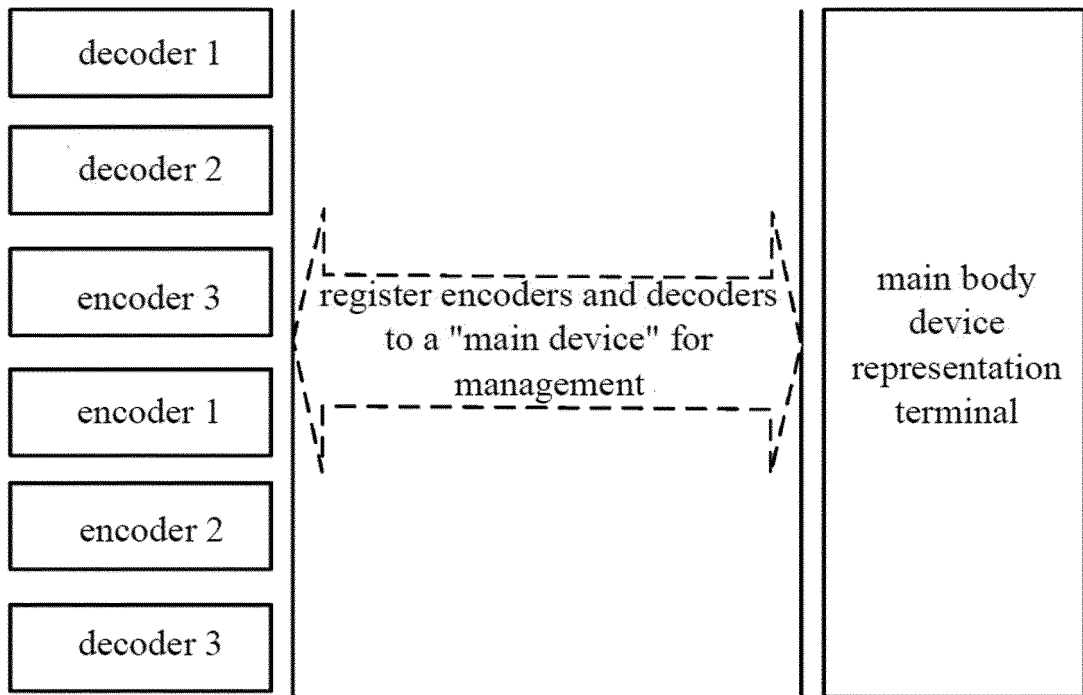 decoder 1
decoder 2
encoder 3
encoder 1
encoder 2
decoder 3
register encoders and decoders
to a "main device" for
management
main body
device
representation
terminal